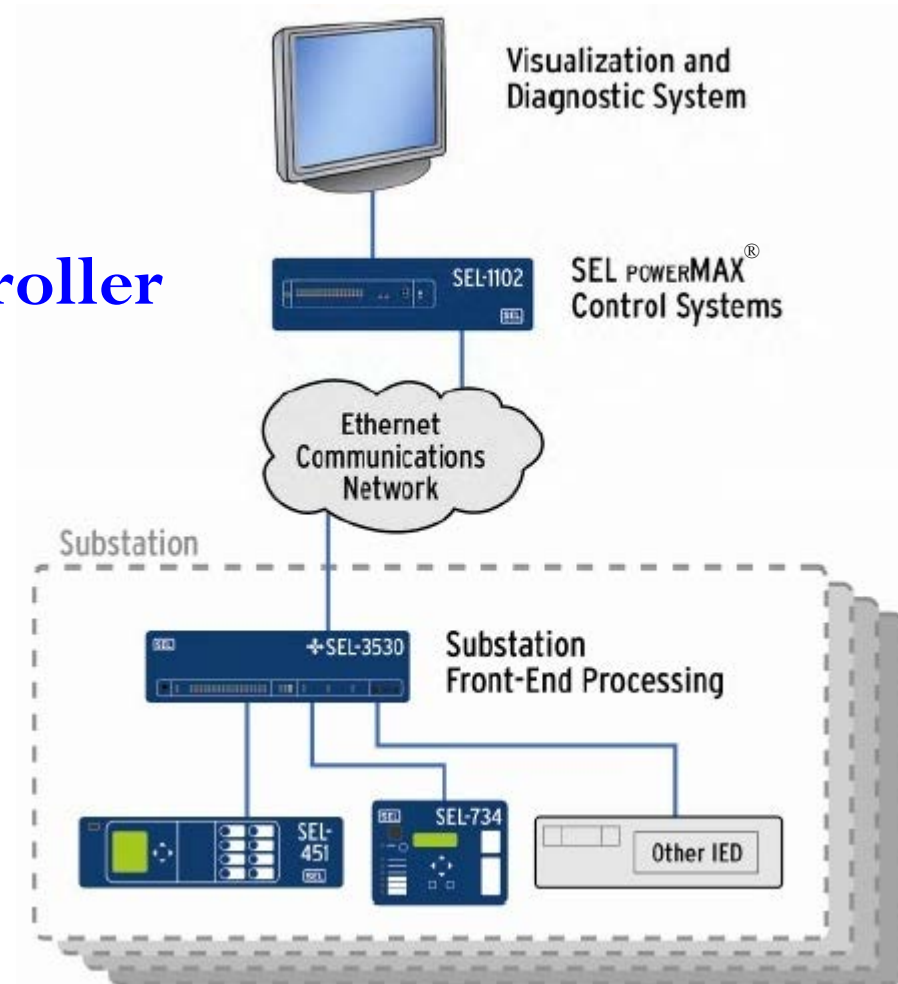 Visualization and
Diagnostic System
roller
SEL-1102
SEL
SEL POWERMAX®
Control Systems
Ethernet
Communications
Network
Substation
SEL
SEL-3530
Substation
Front-End Processing
SEL-
451
SEL
SEL
SEL-734
Other IED